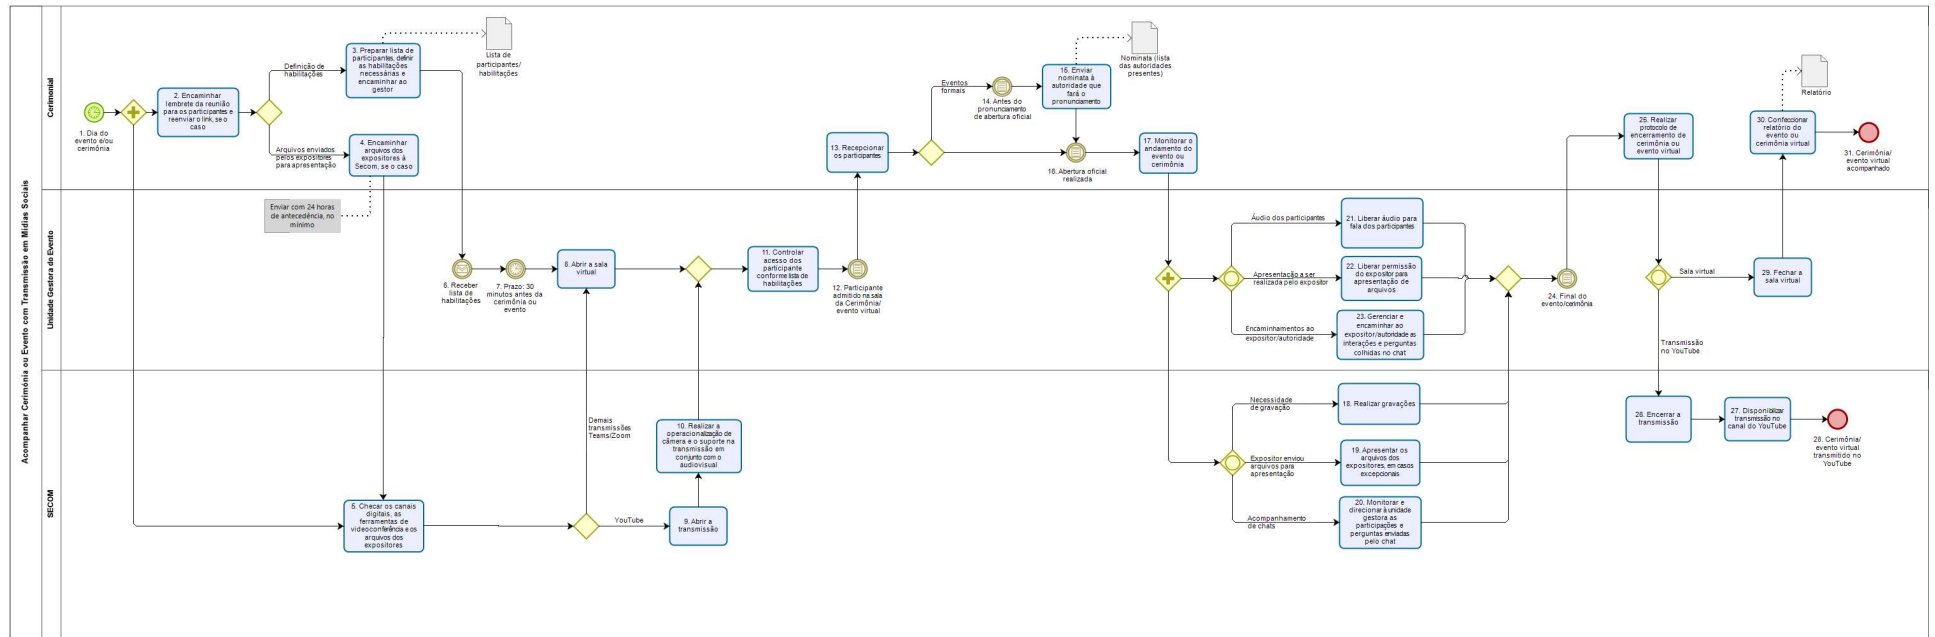 Acompanhar Cerimônia ou Evento com Transmissão em Mídias Sociais
Cerimonial
1. Dia do
evento e/ou
cerimônia
2. Encaminhar
lembrete da reunião
para os participantes e
reenviar o link, se o
caso
Definição de
habilitações
3. Preparar lista de
participantes, definir
as habilitações
necessárias e
encaminhar ao
gestor
Lista de
participantes/
habilitações
Arquivos enviados
pelos expositores
para apresentação
4. Encaminhar
arquivos dos
expositores à
Secom, se o caso
Enviar com 24 horas
de antecedência, no
mínimo
13. Recepcionar
os participantes
Eventos
formais
14. Antes do
pronunciamento
de abertura oficial
15. Enviar
nominata à
autoridade que
fará o
pronunciamento
Nominata (lista
das autoridades
presentes)
16. Abertura oficial
realizada
17. Monitorar o
andamento do
evento ou
cerimônia
25. Realizar
protocolo de
encerramento de
cerimônia ou
evento virtual
30. Confeccionar
relatório do
evento ou
cerimônia virtual
Relatório
31. Cerimônia/
evento virtual
acompanhado
Unidade Gestora do Evento
6. Receber
lista de
habilitações
7. Prazo: 30
minutos antes da
cerimônia ou
evento
8. Abrir a sala
virtual
11. Controlar
acesso dos
participante
conforme lista de
habilitações
12. Participante
admitido na sala
da Cerimônia/
evento virtual
Áudio dos participantes
21. Liberar áudio para
fala dos participantes
Apresentação a ser
realizada pelo expositor
22. Liberar permissão
do expositor para
apresentação de
arquivos
Encaminhamentos ao
expositor/autoridade
23. Gerenciar e
encaminhar ao
expositor/autoridade as
interações e perguntas
colhidas no chat
24. Final do
evento/cerimônia
Sala virtual
29. Fechar a
sala virtual
Transmissão
no YouTube
SECOM
5. Checar os canais
digitais, as
ferramentas de
videoconferência e os
arquivos dos
expositores
Demais
transmissões
Teams/Zoom
YouTube
9. Abrir a
transmissão
10. Realizar a
operacionalização de
câmera e o suporte na
transmissão em
conjunto com o
audiovisual
Necessidade
de gravação
18. Realizar gravações
Expositor enviou
arquivos para
apresentação
19. Apresentar os
arquivos dos
expositores, em casos
excepcionais
Acompanhamento
de chats
20. Monitorar e
direcionar à unidade
gestora as
participações e
perguntas enviadas
pelo chat
26. Encerrar a
transmissão
27. Disponibilizar
transmissão no
canal do YouTube
28. Cerimônia/
evento virtual
transmitido no
YouTube